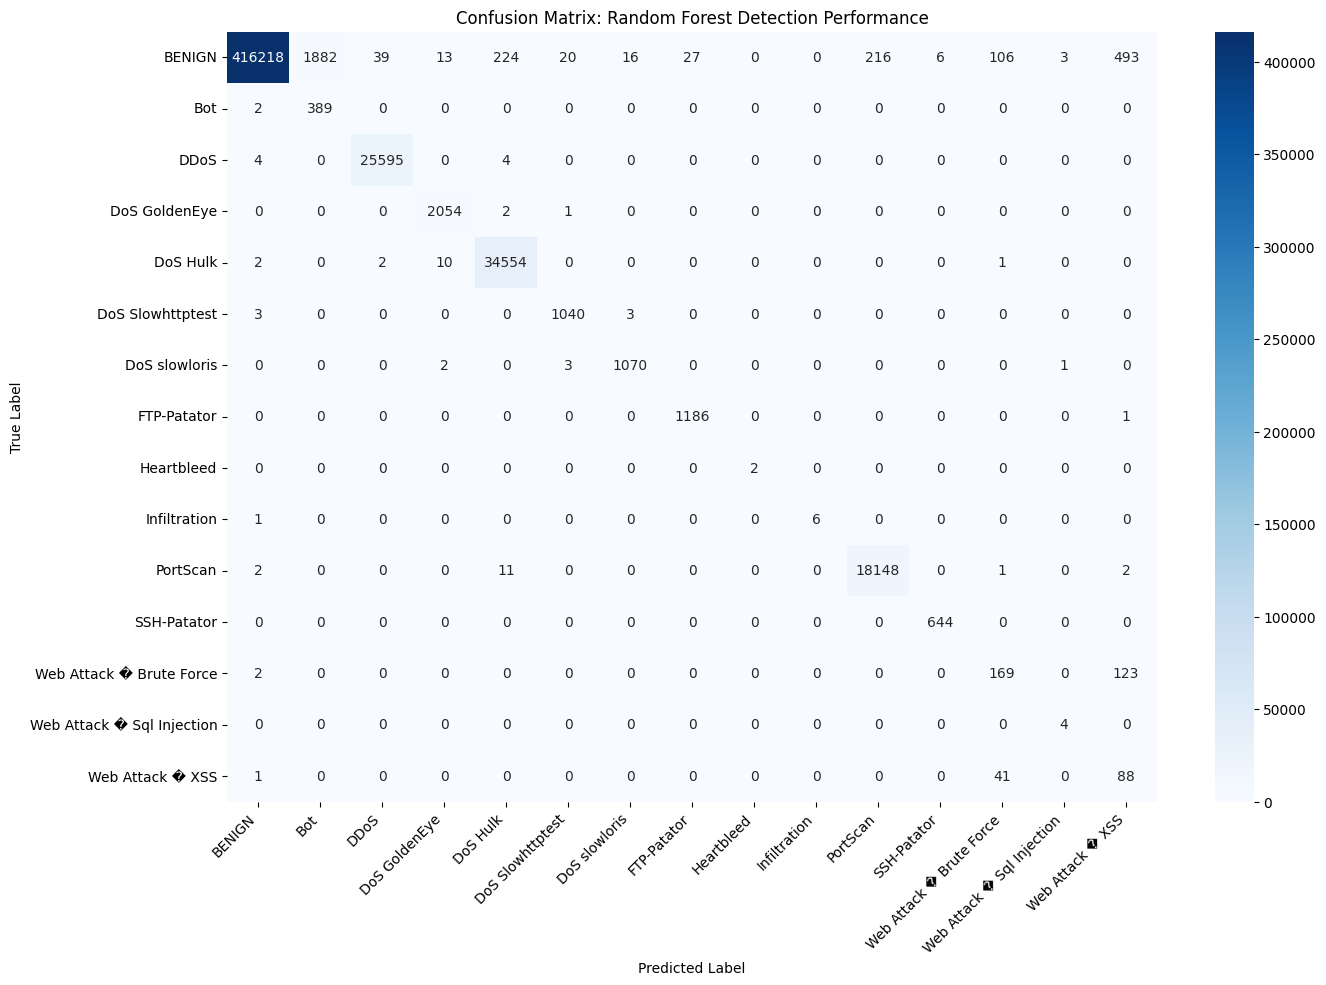 Confusion Matrix: Random Forest Detection Performance
BENIGN 416218 1882 39 13 224 20 16 27 0 0 216 6 106 3 493
Bot 2 389 0 0 0 0 0 0 0 0 0 0 0 0 0
DDoS 4 0 25595 0 4 0 0 0 0 0 0 0 0 0 0
DoS GoldenEye 0 0 0 2054 2 1 0 0 0 0 0 0 0 0 0
DoS Hulk 2 0 2 10 34554 0 0 0 0 0 0 0 1 0 0
DoS Slowhttptest 3 0 0 0 0 1040 3 0 0 0 0 0 0 0 0
DoS slowloris 0 0 0 2 0 3 1070 0 0 0 0 0 0 1 0
FTP-Patator 0 0 0 0 0 0 0 1186 0 0 0 0 0 0 1
Heartbleed 0 0 0 0 0 0 0 0 2 0 0 0 0 0 0
Infiltration 1 0 0 0 0 0 0 0 0 6 0 0 0 0 0
PortScan 2 0 0 0 11 0 0 0 0 0 18148 0 1 0 2
SSH-Patator 0 0 0 0 0 0 0 0 0 0 0 644 0 0 0
Web Attack � Brute Force 2 0 0 0 0 0 0 0 0 0 0 0 169 0 123
Web Attack � Sql Injection 0 0 0 0 0 0 0 0 0 0 0 0 0 4 0
Web Attack � XSS 1 0 0 0 0 0 0 0 0 0 0 0 41 0 88
True Label
BENIGN
Bot
DDoS
DoS GoldenEye
DoS Hulk
DoS Slowhttptest
DoS slowloris
FTP-Patator
Heartbleed
Infiltration
PortScan
SSH-Patator
Web Attack � Brute Force
Web Attack � Sql Injection
Web Attack � XSS
Predicted Label
400000
350000
300000
250000
200000
150000
100000
50000
0